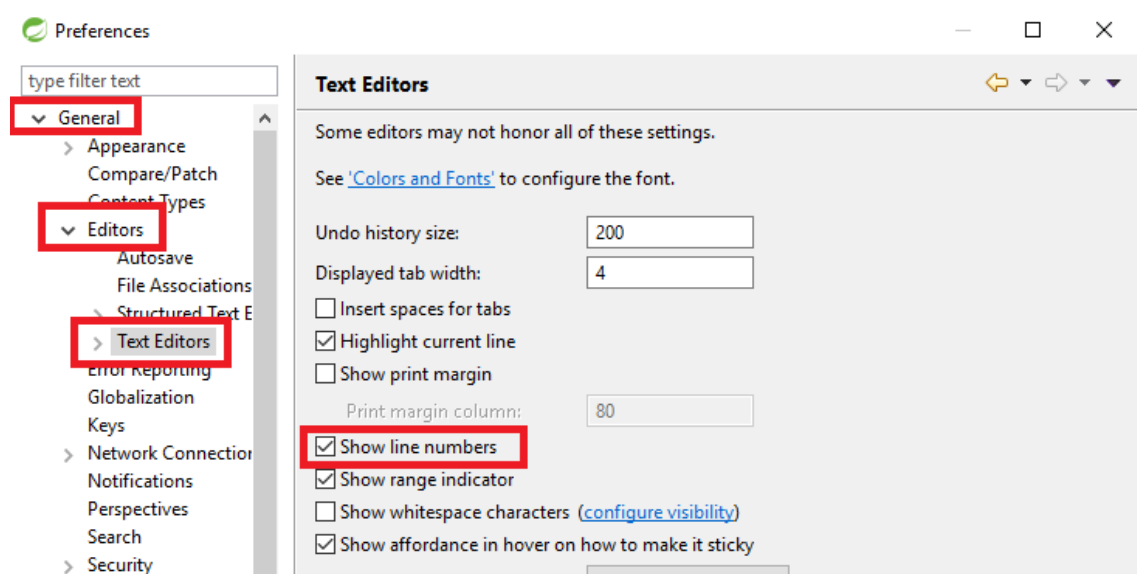 Preferences
type filter text
General
Appearance
Compare/Patch
Content Types
Editors
Autosave
File Associations
Structured Text E
Text Editors
Error Reporting
Globalization
Keys
Network Connection
Notifications
Perspectives
Search
Security
Text Editors
Some editors may not honor all of these settings.
See 'Colors and Fonts' to configure the font.
Undo history size: 200
Displayed tab width: 4
Insert spaces for tabs
Highlight current line
Show print margin
Print margin column: 80
Show line numbers
Show range indicator
Show whitespace characters (configure visibility)
Show affordance in hover on how to make it sticky